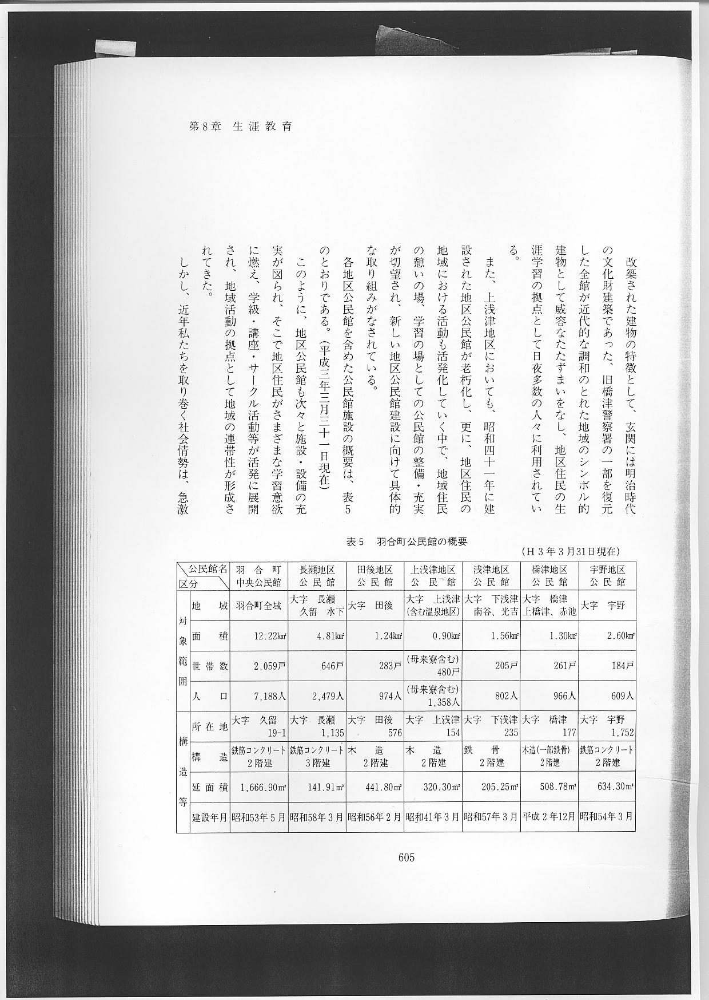 第8章 生涯教育
改築された建物の特徴として、玄関には明治時代
の文化財建築であった、旧橋津警察署の一部を復元
した全館が近代的な調和のとれた地域のシンボル的
建物として威容なたたずまいをなし、地区住民の生
涯学習の拠点として日夜多数の人々に利用されてい
る。
また、上浅津地区においても、昭和四十一年に建
設された地区公民館が老朽化し、更に、地区住民の
地域における活動も活発化していく中で、地域住民
の憩いの場、学習の場としての公民館の整備・充実
が切望され、新しい地区公民館建設に向けて具体的
な取り組みがなされている。
各地区公民館を含めた公民館施設の概要は、表5
のとおりである。（平成三年三月三十一日現在）
このように、地区公民館も次々と施設・設備の充
実が図られ、そこで地区住民がさまざまな学習意欲
に燃え、学級・講座・サークル活動等が活発に展開
され、地域活動の拠点として地域の連帯性が形成さ
れてきた。
しかし、近年私たちを取り巻く社会情勢は、急激
表5 羽合町公民館の概要
（H3年3月31日現在）
公民館名 区分 羽合町中央公民館 長瀬地区公民館 田後地区公民館 上浅津地区公民館 浅津地区公民館 橋津地区公民館 宇野地区公民館
対象範囲
地域 羽合町全域 大字 長瀬 久留 水下 大字 田後 大字 上浅津(含む温泉地区) 大字 下浅津 南谷、光吉 大字 橋津 上橋津、赤池 大字 宇野
面積 12.22㎢ 4.81㎢ 1.24㎢ 0.90㎢ 1.56㎢ 1.30㎢ 2.60㎢
世帯数 2,059戸 646戸 283戸 (母来寮含む) 480戸 205戸 261戸 184戸
人口 7,188人 2,479人 974人 (母来寮含む) 1,358人 802人 966人 609人
構造等
所在地 大字 久留 19-1 大字 長瀬 1,135 大字 田後 576 大字 上浅津 154 大字 下浅津 235 大字 橋津 177 大字 宇野 1,752
構造 鉄筋コンクリート 2階建 鉄筋コンクリート 3階建 木造 2階建 木造 2階建 鉄骨 2階建 木造(一部鉄骨) 2階建 鉄筋コンクリート 2階建
延面積 1,666.90㎡ 141.91㎡ 441.80㎡ 320.30㎡ 205.25㎡ 508.78㎡ 634.30㎡
建設年月 昭和53年5月 昭和58年3月 昭和56年2月 昭和41年3月 昭和57年3月 平成2年12月 昭和54年3月
605